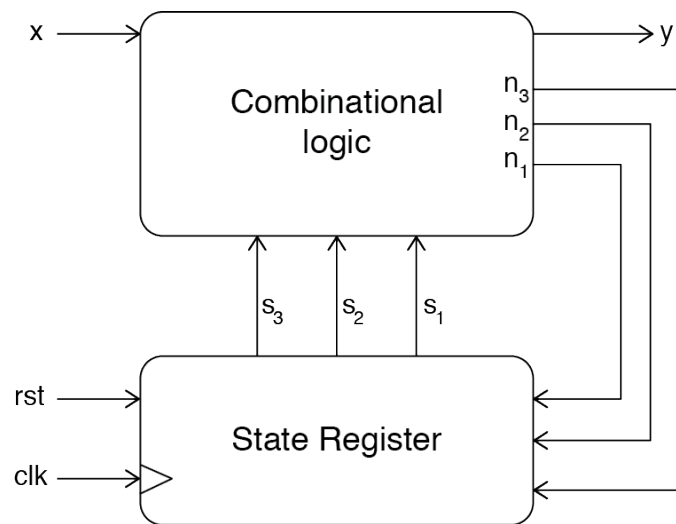 x
y
Combinational
logic
n₃
n₂
n₁
s₃ s₂ s₁
rst
State Register
clk